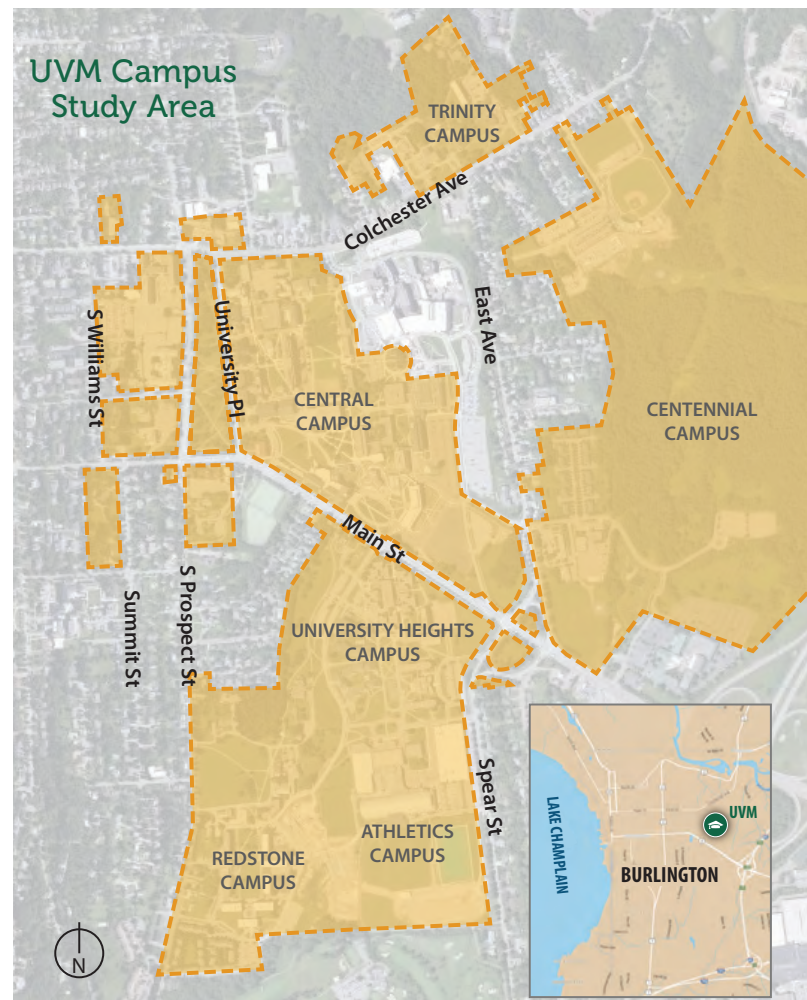 UVM Campus
Study Area
TRINITY
CAMPUS
Colchester Ave
S Williams St
University Pl
East Ave
CENTRAL
CAMPUS
CENTENNIAL
CAMPUS
Main St
S Prospect St
Summit St
UNIVERSITY HEIGHTS
CAMPUS
Spear St
ATHLETICS
CAMPUS
REDSTONE
CAMPUS
N
LAKE CHAMPLAIN
UVM
BURLINGTON